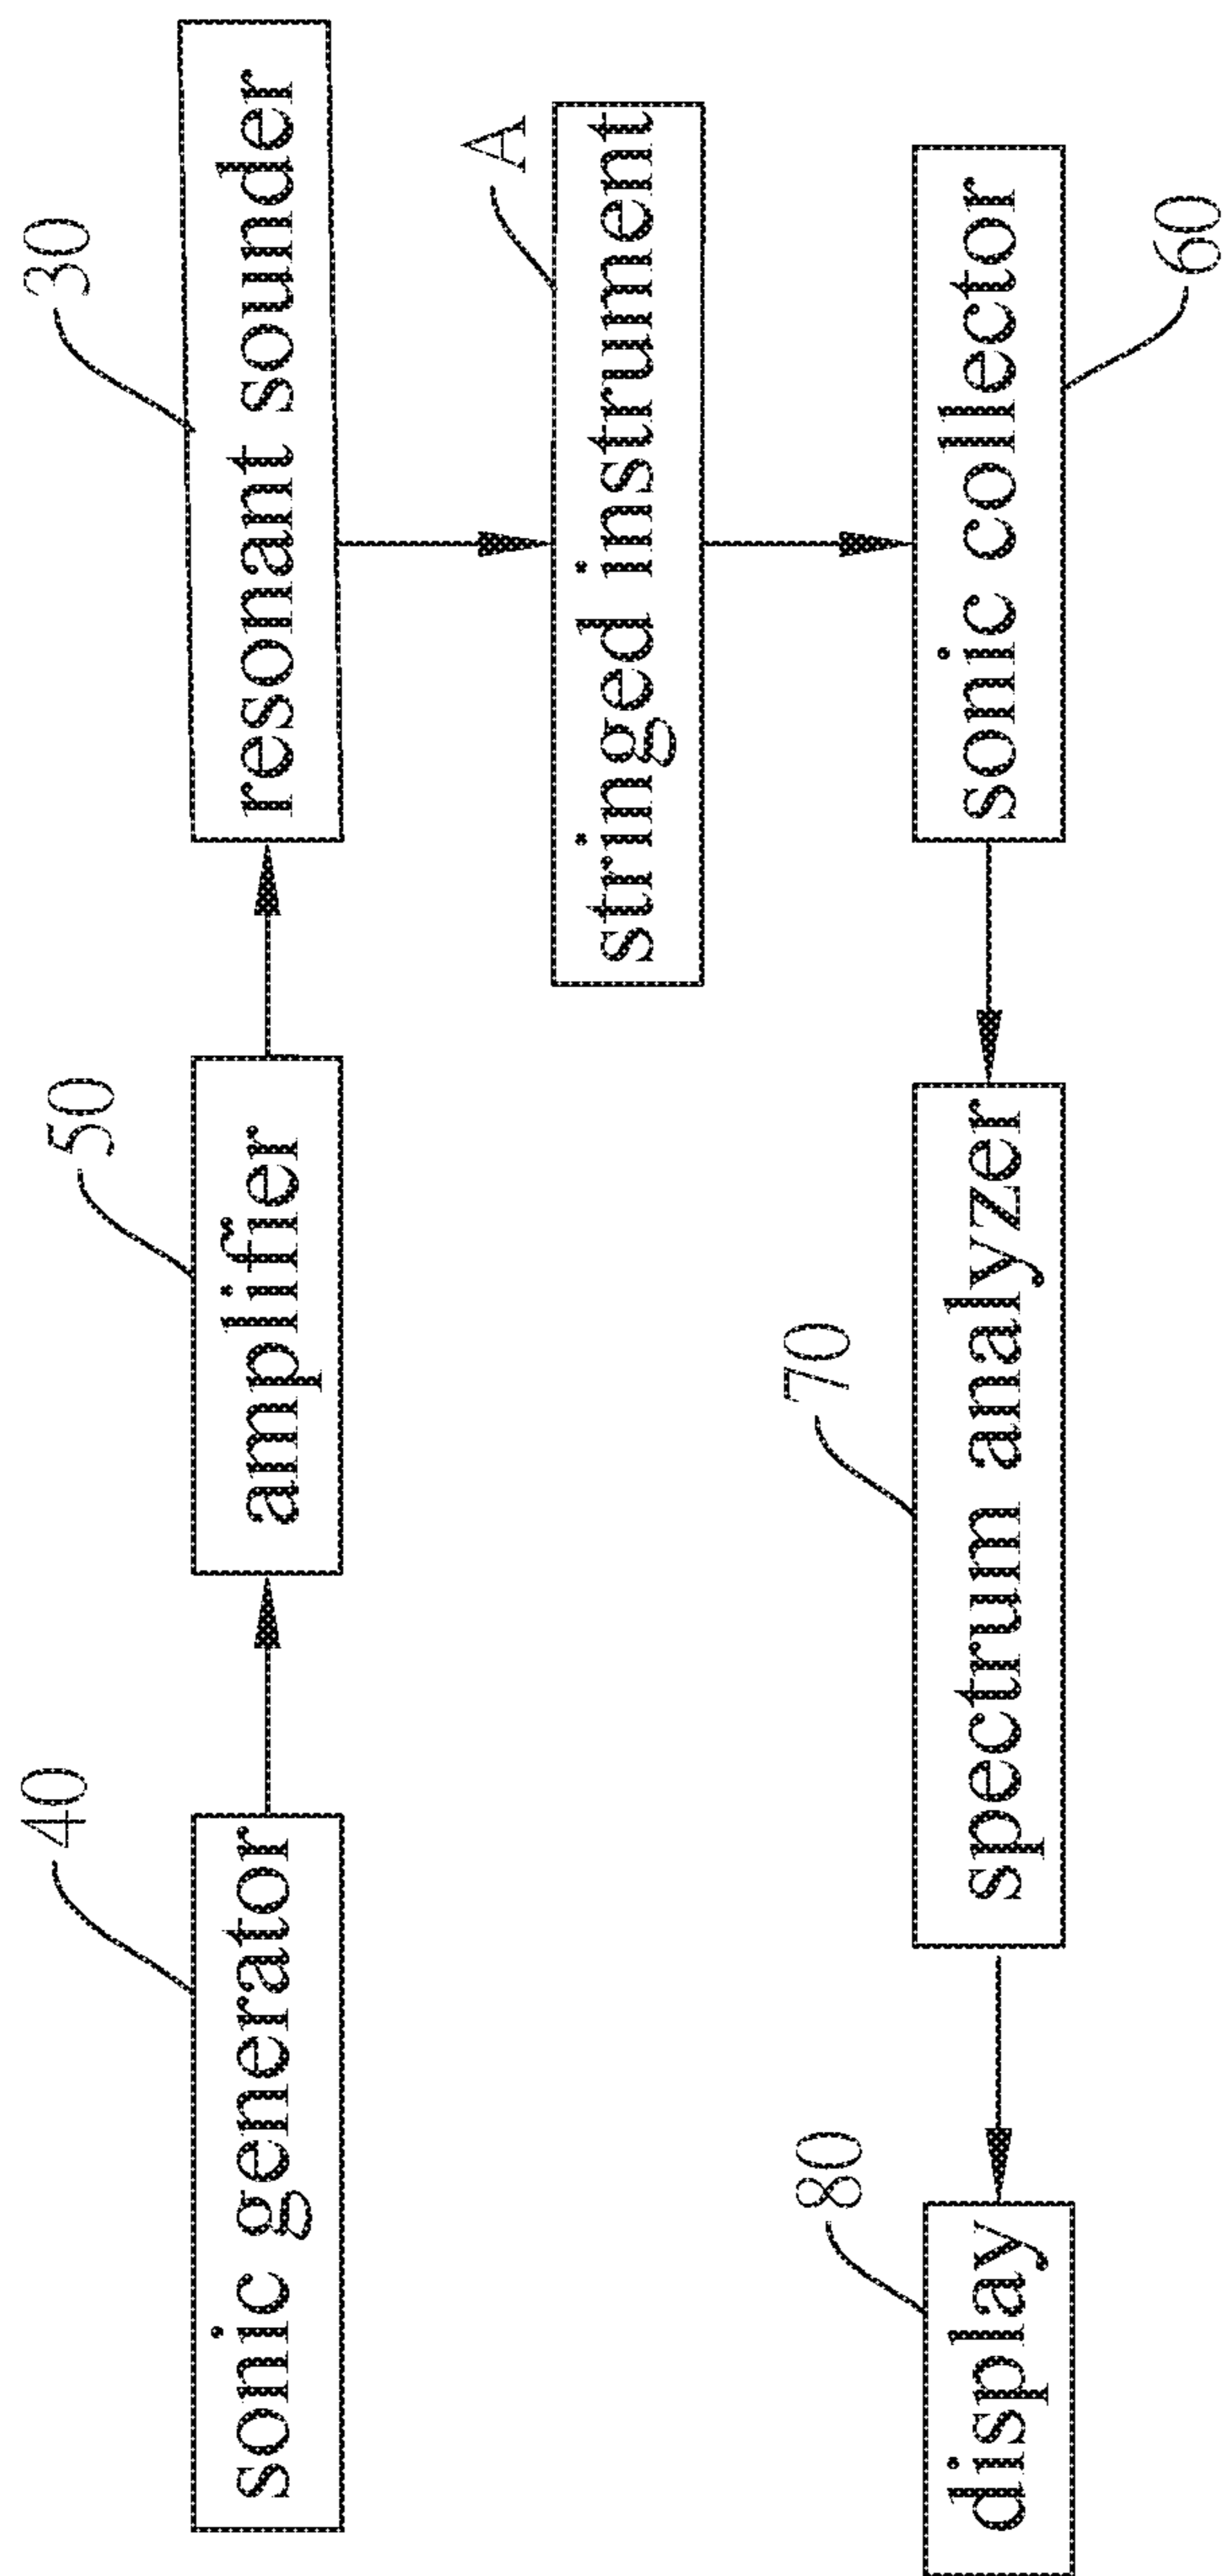 40
sonic generator
50
amplifier
30
resonant sounder
A
stringed instrument
60
sonic collector
70
spectrum analyzer
80
display